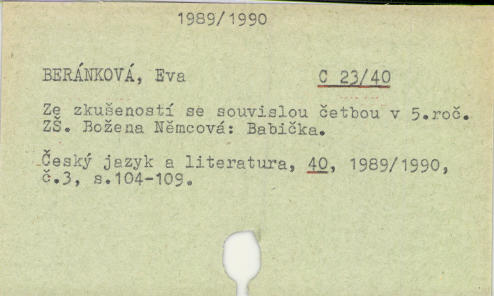 1989/1990
BERÁNKOVÁ, Eva C 23/40
Ze zkušeností se souvislou četbou v 5.roč.
ZŠ. Božena Němcová: Babička.
Český jazyk a literatura, 40, 1989/1990,
č.3, s.104-109.